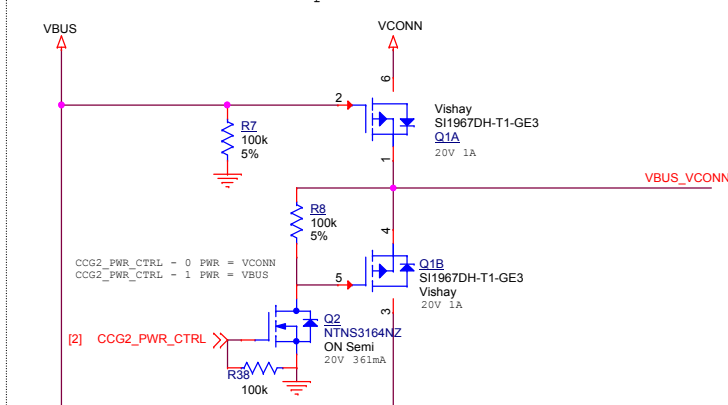 VBUS
VCONN
6
2
Vishay
SI1967DH-T1-GE3
Q1A
20V 1A
R7
100k
5%
1
VBUS_VCONN
R8
100k
5%
4
CCG2_PWR_CTRL - 0 PWR = VCONN
CCG2_PWR_CTRL - 1 PWR = VBUS
5
Q1B
SI1967DH-T1-GE3
Vishay
20V 1A
3
Q2
NTNS3164NZ
ON Semi
20V 361mA
[2] CCG2_PWR_CTRL
R38
100k